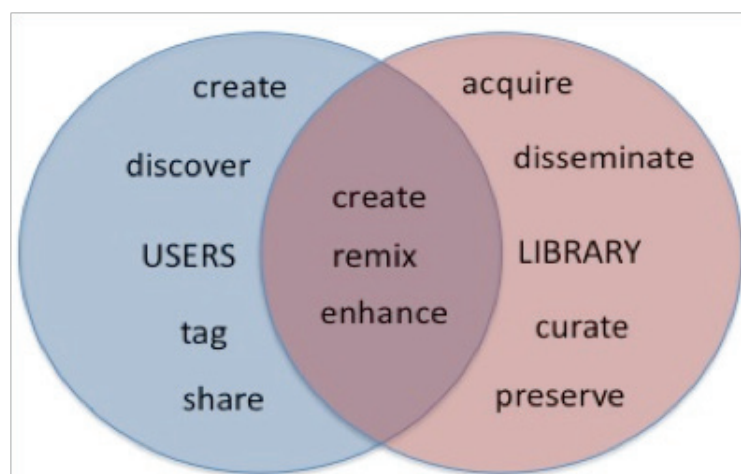 create
discover
USERS
tag
share
create
remix
enhance
acquire
disseminate
LIBRARY
curate
preserve